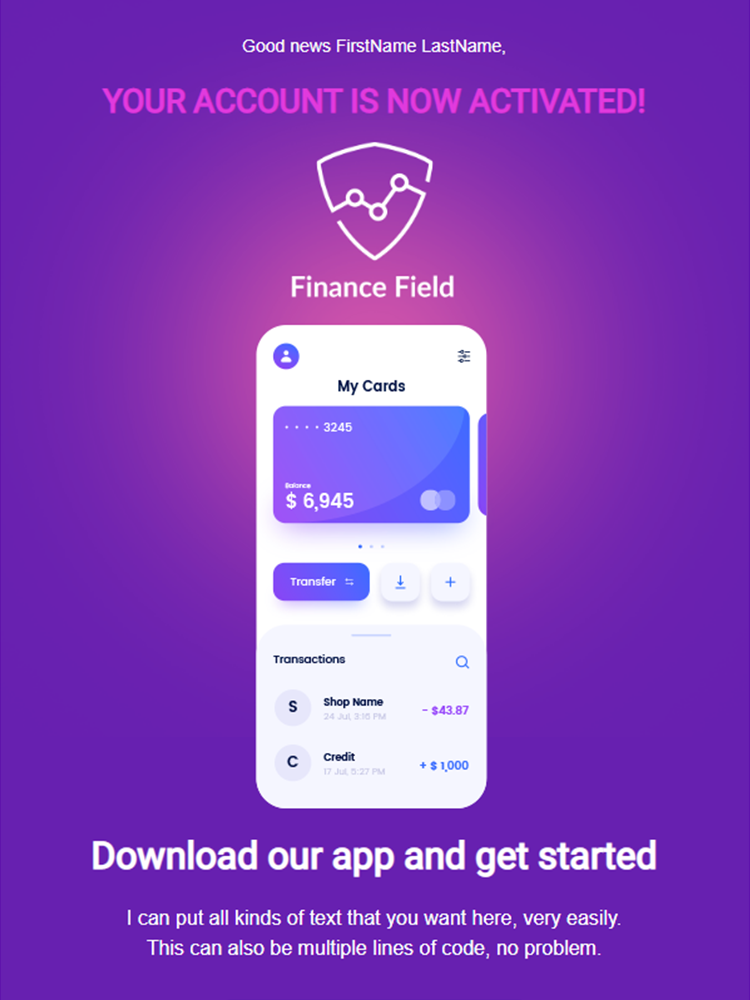 Good news FirstName LastName,
YOUR ACCOUNT IS NOW ACTIVATED!
Finance Field
My Cards
• • • • 3245
Balance
$ 6,945
Transfer
Transactions
S
Shop Name
24 Jul, 3:16 PM
- $43.87
C
Credit
17 Jul, 5:27 PM
+ $ 1,000
Download our app and get started
I can put all kinds of text that you want here, very easily.
This can also be multiple lines of code, no problem.